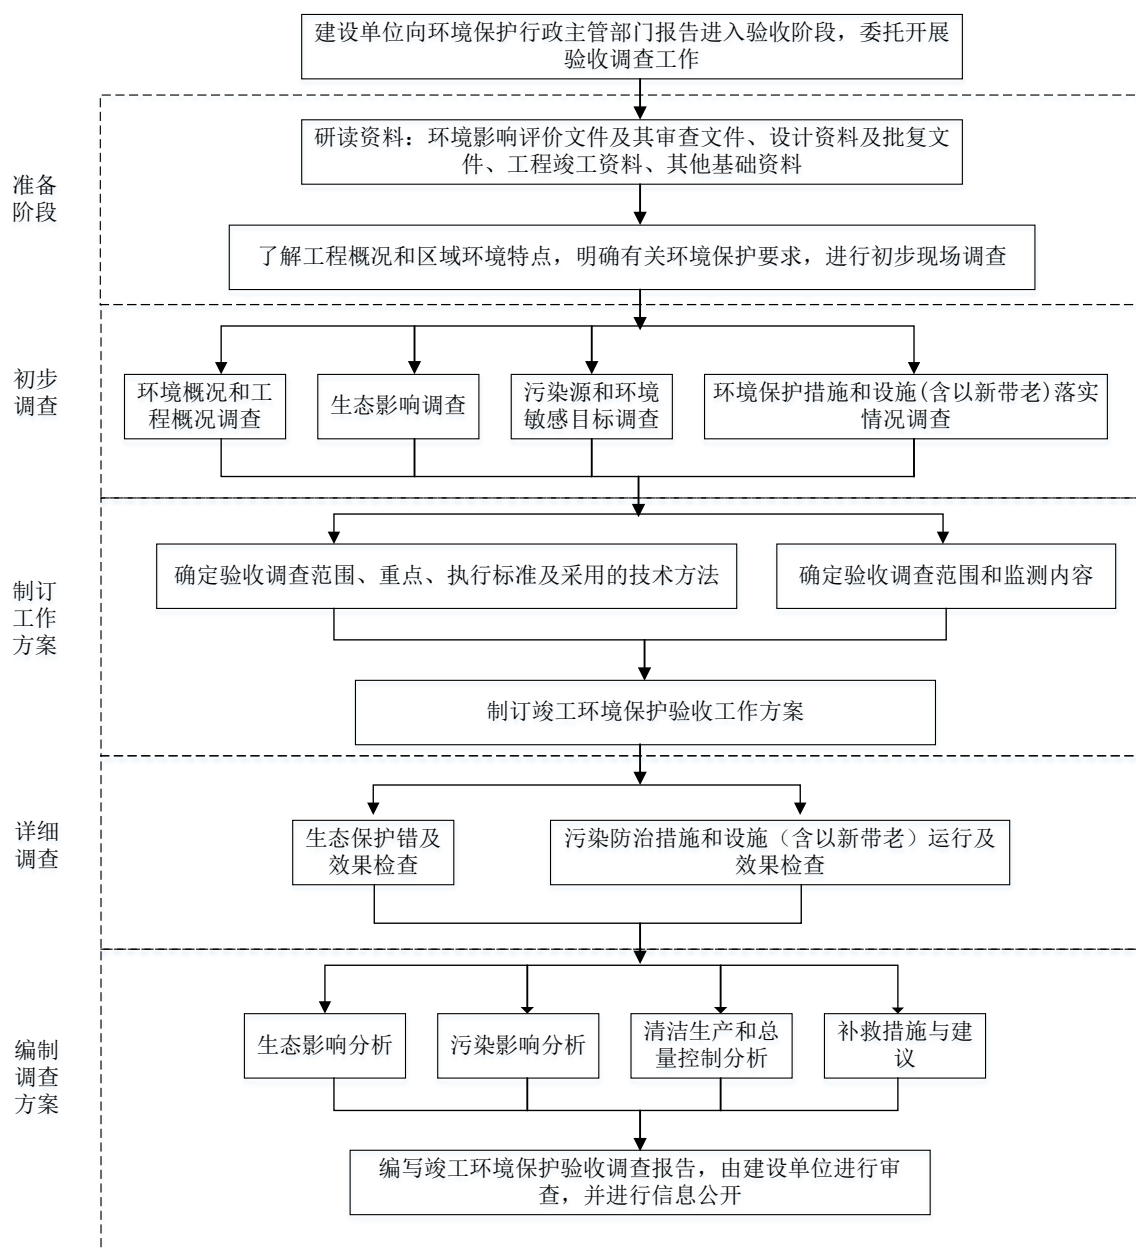 建设单位向环境保护行政主管部门报告进入验收阶段，委托开展
验收调查工作
准备
阶段
研读资料：环境影响评价文件及其审查文件、设计资料及批复文
件、工程竣工资料、其他基础资料
了解工程概况和区域环境特点，明确有关环境保护要求，进行初步现场调查
初步
调查
环境概况和工
程概况调查
生态影响调查
污染源和环境
敏感目标调查
环境保护措施和设施(含以新带老)落实
情况调查
制订
工作
方案
确定验收调查范围、重点、执行标准及采用的技术方法
确定验收调查范围和监测内容
制订竣工环境保护验收工作方案
详细
调查
生态保护错及
效果检查
污染防治措施和设施（含以新带老）运行及
效果检查
编制
调查
方案
生态影响分析
污染影响分析
清洁生产和总
量控制分析
补救措施与建
议
编写竣工环境保护验收调查报告，由建设单位进行审
查，并进行信息公开